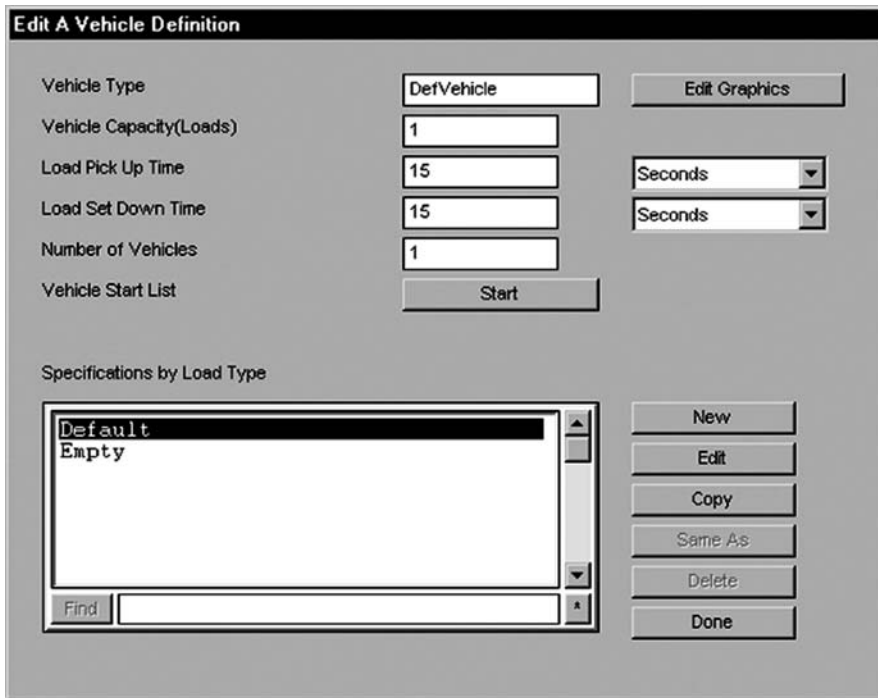 Edit A Vehicle Definition
Vehicle Type DefVehicle Edit Graphics
Vehicle Capacity(Loads) 1
Load Pick Up Time 15 Seconds
Load Set Down Time 15 Seconds
Number of Vehicles 1
Vehicle Start List Start
Specifications by Load Type
Default
Empty
New
Edit
Copy
Same As
Delete
Find *
Done